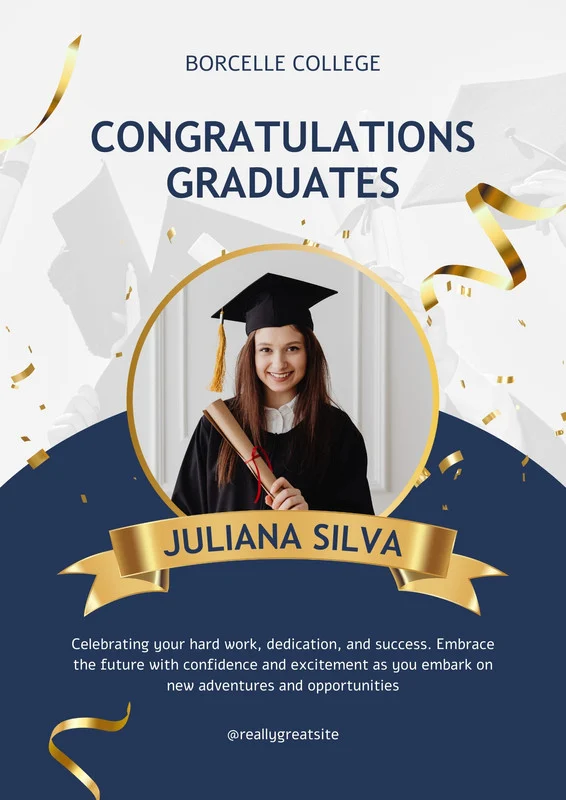 BORCELLE COLLEGE
CONGRATULATIONS
GRADUATES
JULIANA SILVA
Celebrating your hard work, dedication, and success. Embrace
the future with confidence and excitement as you embark on
new adventures and opportunities
@reallygreatsite